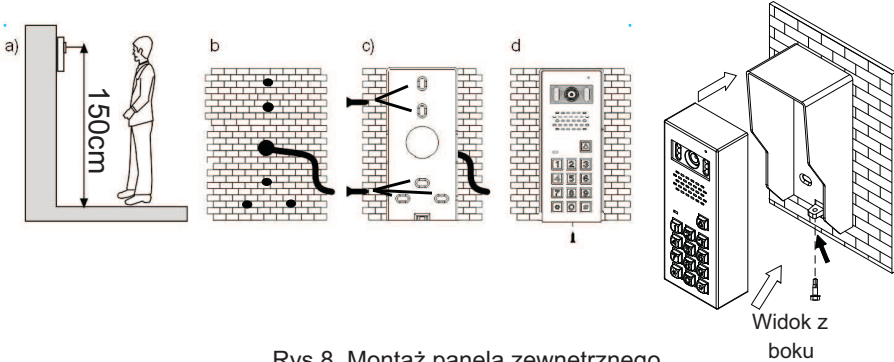 a)
b
c)
d
150cm
1 2 3
4 5 6
7 8 9
0
Widok z
boku
Rys 8. Montaż panela zewnętrznego